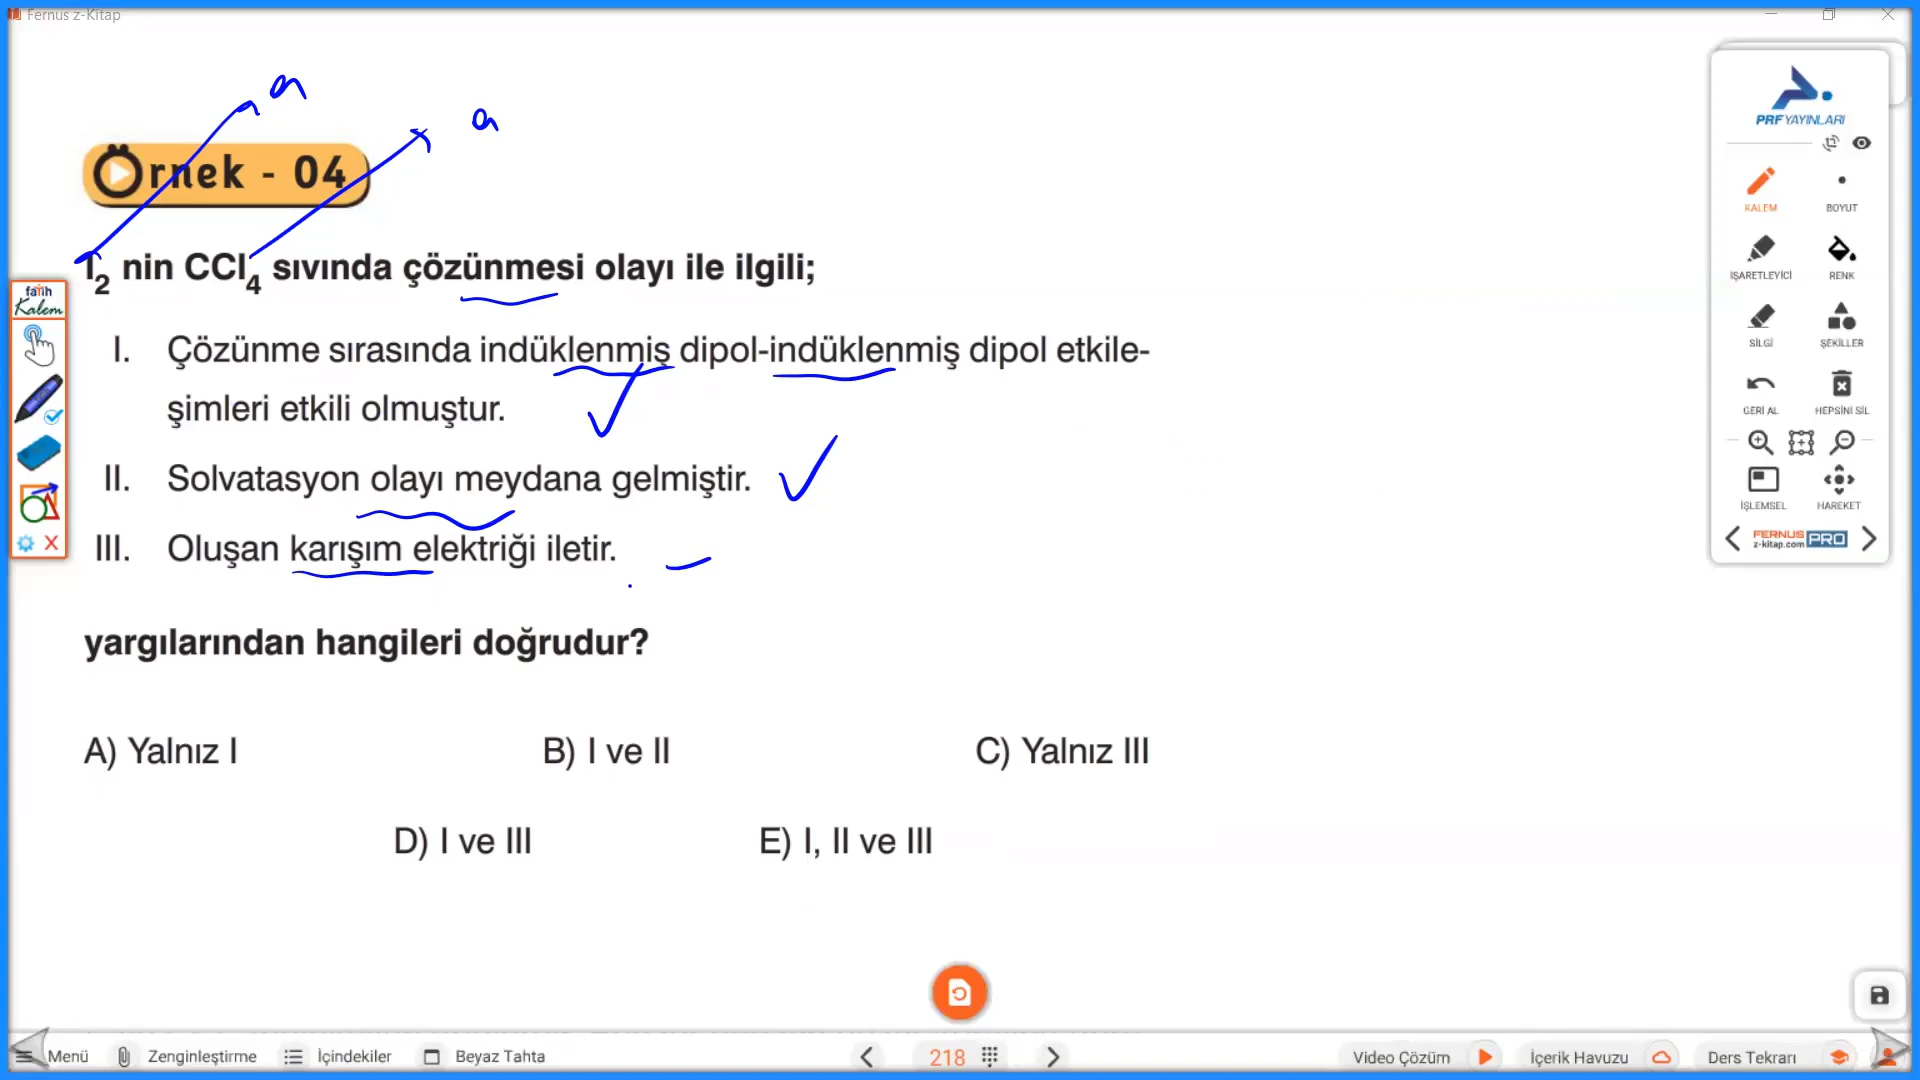 Fernus z-Kitap
a
a
Örnek - 04
I2 nin CCl4 sıvında çözünmesi olayı ile ilgili;
I. Çözünme sırasında indüklenmiş dipol-indüklenmiş dipol etkile-
şimleri etkili olmuştur.
II. Solvatasyon olayı meydana gelmiştir.
III. Oluşan karışım elektriği iletir.
yargılarından hangileri doğrudur?
A) Yalnız I
B) I ve II
C) Yalnız III
D) I ve III
E) I, II ve III
fatih
Kalem
PRF YAYINLARI
KALEM
BOYUT
İŞARETLEYİCİ
RENK
SİLGİ
ŞEKİLLER
GERİ AL
HEPSİNİ SİL
İŞLEMSEL
HAREKET
FERNUS
z-kitap.com PRO
Menü
Zenginleştirme
İçindekiler
Beyaz Tahta
218
Video Çözüm
İçerik Havuzu
Ders Tekrarı